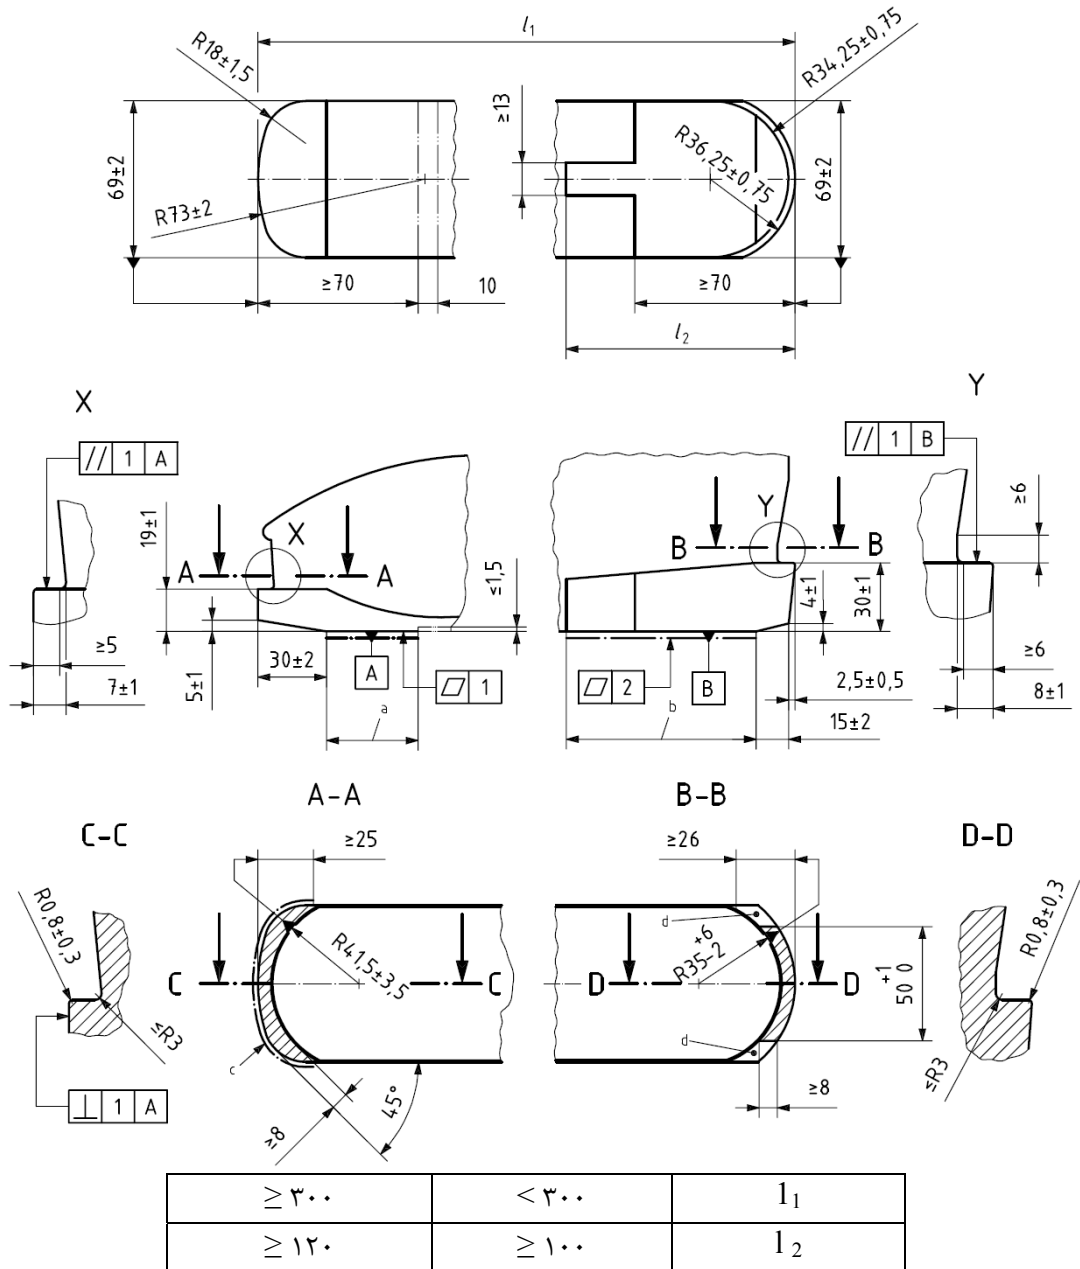 l₁
R18±1,5
R34,25±0,75
≥13
69±2
R36,25±0,75
69±2
R73±2
≥70
10
≥70
l₂
X
Y
// 1 A
// 1 B
19±1
X
Y
≥6
A
A
B
B
≤1,5
4±1
30±1
≥5
30±2
A
▱ 1
▱ 2
B
≥6
7±1
5±1
a
b
2,5±0,5
15±2
8±1
A-A
B-B
C-C
≥25
≥26
D-D
R0,8±0,3
R41,5±3,5
d
R35 +6 -2
R0,8±0,3
C
C
D
D
50 +1 0
≤R3
c
d
≤R3
⊥ 1 A
45°
≥8
≥8
≥ ۳۰۰ < ۳۰۰ l₁
≥ ۱۲۰ ≥ ۱۰۰ l₂